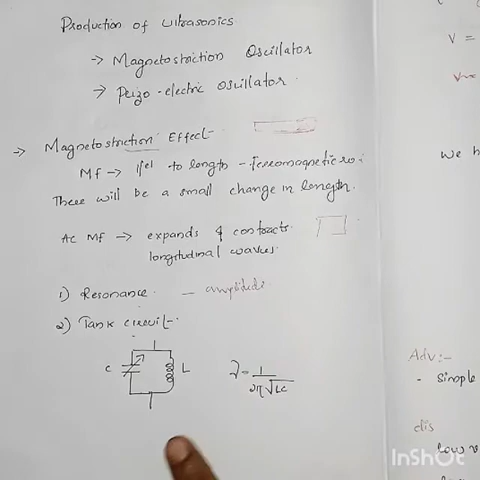 Production of Ultrasonics
-> Magnetostriction Oscillator
-> Peizo-electric oscillator.
-> Magnetostriction Effect-
Mf -> llel to length - ferromagnetic ro
There will be a small change in length.
AC Mf -> expands & contracts
longitudinal waves.
1) Resonance. - amplitude
2) Tank circuit-
C L ν = 1/2π√LC
V =
We h
Adv:-
- Simple
dis
low
InShOt